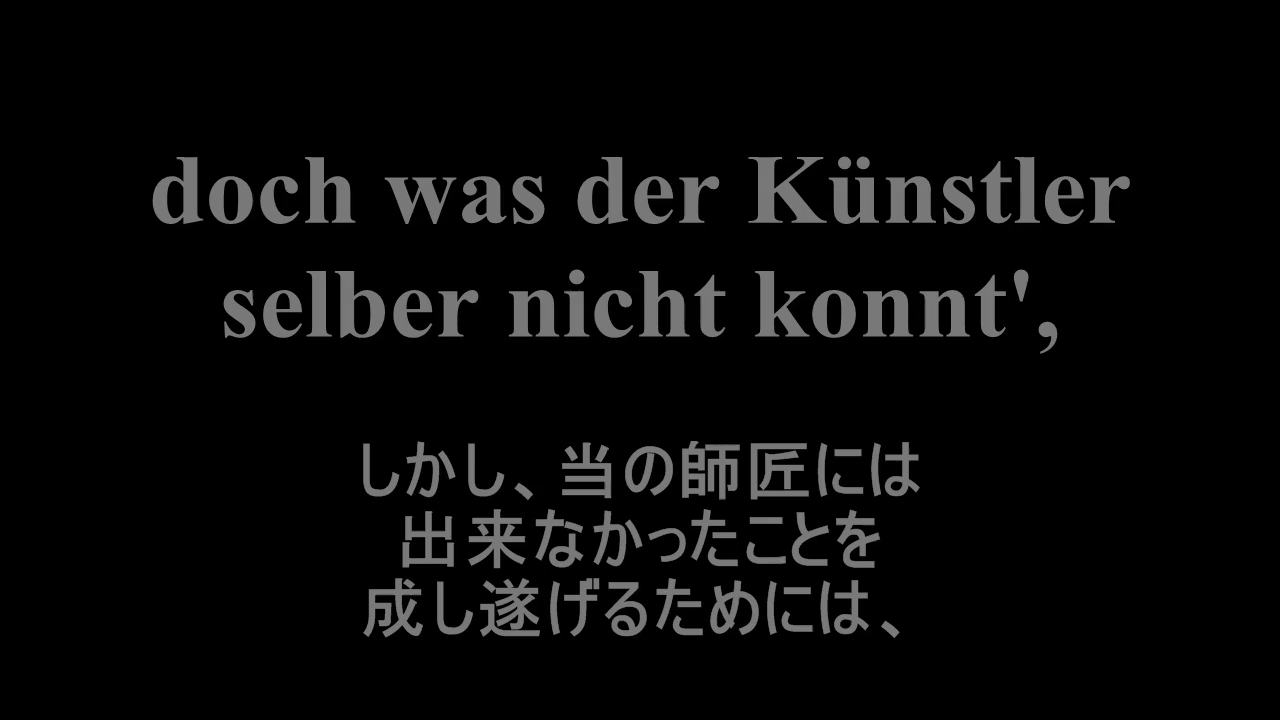 doch was der Künstler
selber nicht konnt',
しかし、当の師匠には
出来なかったことを
成し遂げるためには、